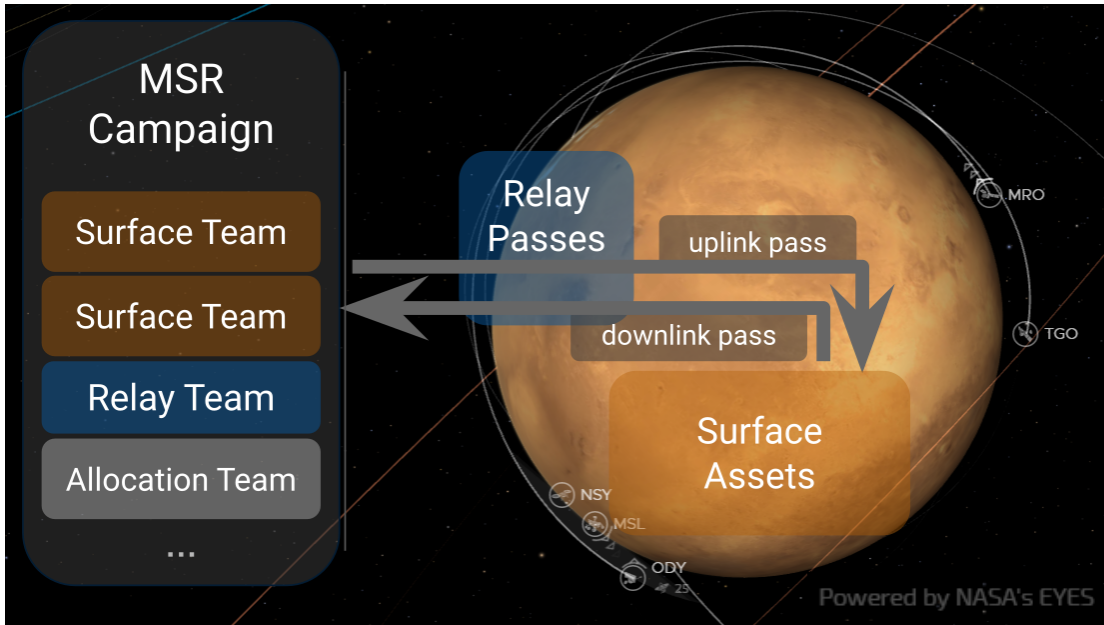 MSR
Campaign
Surface Team
Surface Team
Relay Team
Allocation Team
...
Relay
Passes
uplink pass
downlink pass
Surface
Assets
MRO
TGO
NSY
MSL
ODY
25
Powered by NASA's EYES